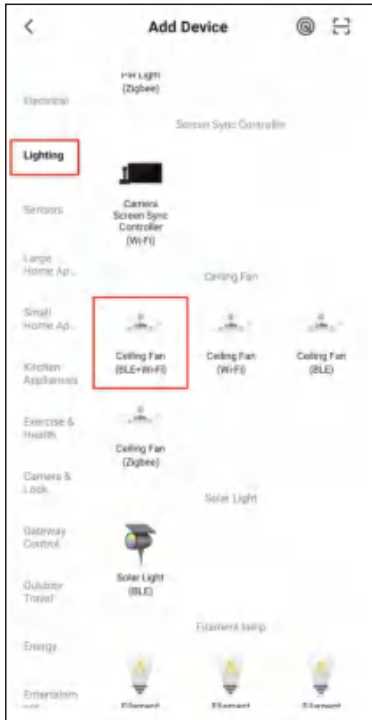 Add Device
PIR Light
(Zigbee)
Electrical
Screen Sync Controller
Lighting
Camera
Screen Sync
Controller
(Wi-Fi)
Sensors
Large
Home Ap...
Ceiling Fan
Small
Home Ap...
Ceiling Fan
(BLE+Wi-Fi)
Ceiling Fan
(Wi-Fi)
Ceiling Fan
(BLE)
Kitchen
Appliances
Exercise &
Health
Ceiling Fan
(Zigbee)
Camera &
Lock
Solar Light
Gateway
Control
Solar Light
(BLE)
Outdoor
Travel
Filament lamp
Energy
Entertainm
Filament
Filament
Filament